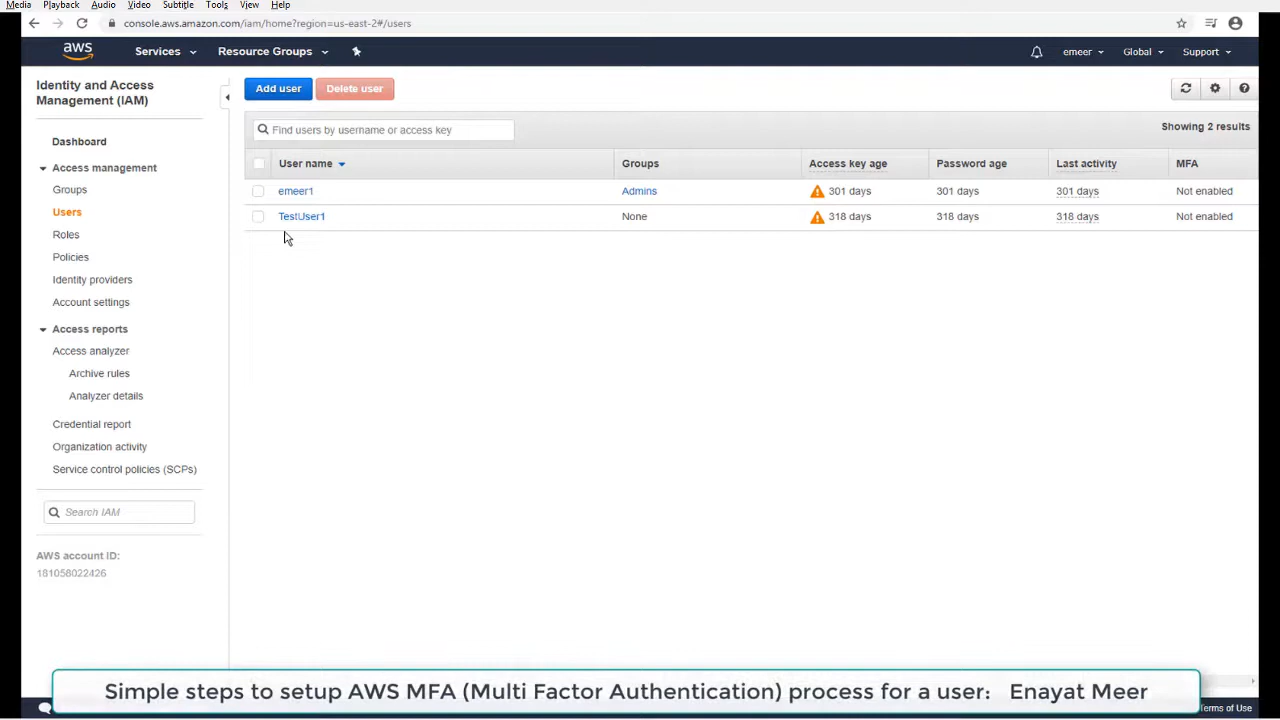 Media Playback Audio Video Subtitle Tools View Help
console.aws.amazon.com/iam/home?region=us-east-2#/users
aws Services Resource Groups emeer Global Support
Identity and Access
Management (IAM)
Dashboard
Access management
Groups
Users
Roles
Policies
Identity providers
Account settings
Access reports
Access analyzer
Archive rules
Analyzer details
Credential report
Organization activity
Service control policies (SCPs)
Search IAM
AWS account ID:
181058022426
Add user Delete user
Find users by username or access key
Showing 2 results
User name Groups Access key age Password age Last activity MFA
emeer1 Admins 301 days 301 days 301 days Not enabled
TestUser1 None 318 days 318 days 318 days Not enabled
Simple steps to setup AWS MFA (Multi Factor Authentication) process for a user: Enayat Meer
Terms of Use